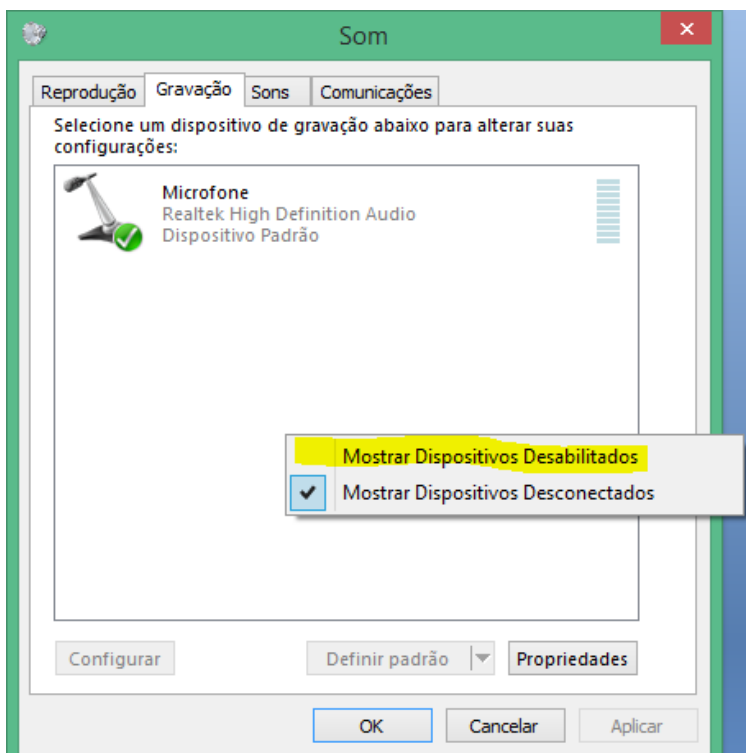 Som
Reprodução Gravação Sons Comunicações
Selecione um dispositivo de gravação abaixo para alterar suas
configurações:
Microfone
Realtek High Definition Audio
Dispositivo Padrão
Mostrar Dispositivos Desabilitados
Mostrar Dispositivos Desconectados
Configurar Definir padrão Propriedades
OK Cancelar Aplicar